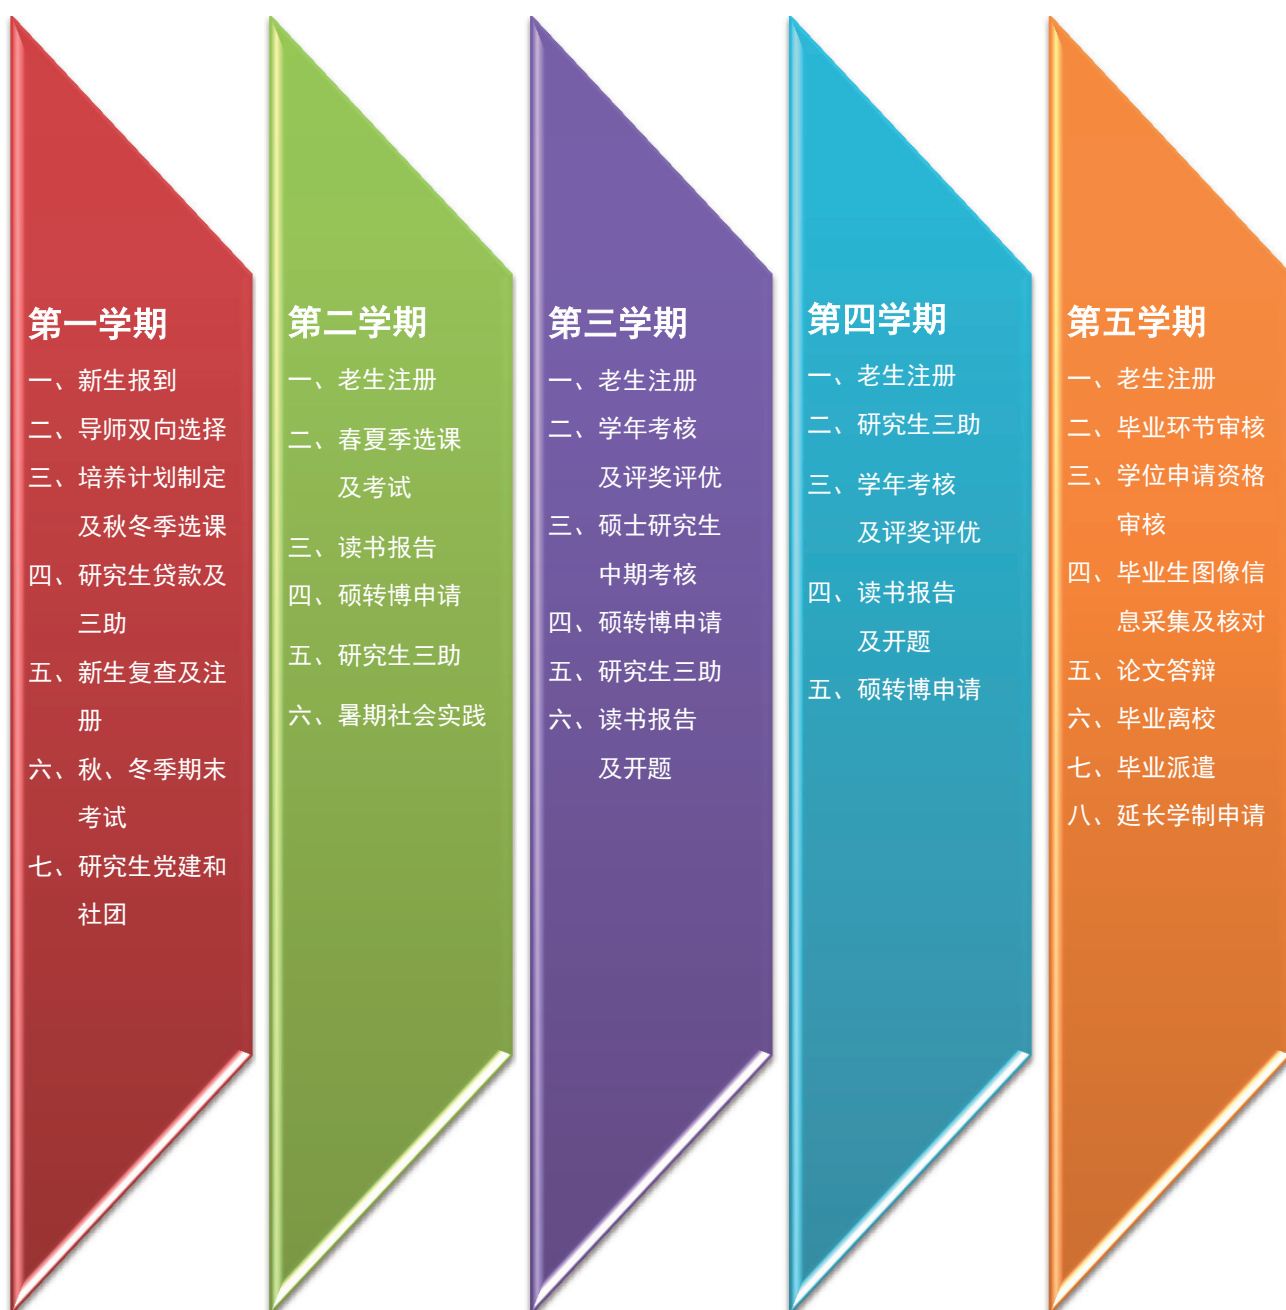 第一学期
一、新生报到
二、导师双向选择
三、培养计划制定
及秋冬季选课
四、研究生贷款及
三助
五、新生复查及注
册
六、秋、冬季期末
考试
七、研究生党建和
社团
第二学期
一、老生注册
二、春夏季选课
及考试
三、读书报告
四、硕转博申请
五、研究生三助
六、暑期社会实践
第三学期
一、老生注册
二、学年考核
及评奖评优
三、硕士研究生
中期考核
四、硕转博申请
五、研究生三助
六、读书报告
及开题
第四学期
一、老生注册
二、研究生三助
三、学年考核
及评奖评优
四、读书报告
及开题
五、硕转博申请
第五学期
一、老生注册
二、毕业环节审核
三、学位申请资格
审核
四、毕业生图像信
息采集及核对
五、论文答辩
六、毕业离校
七、毕业派遣
八、延长学制申请